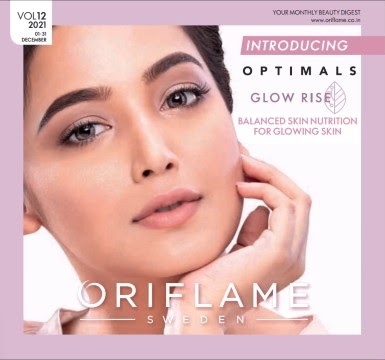 VOL12
2021
01-31
DECEMBER
YOUR MONTHLY BEAUTY DIGEST
www.oriflame.co.in
INTRODUCING
OPTIMALS
GLOW RISE
BALANCED SKIN NUTRITION
FOR GLOWING SKIN
ORIFLAME
SWEDEN